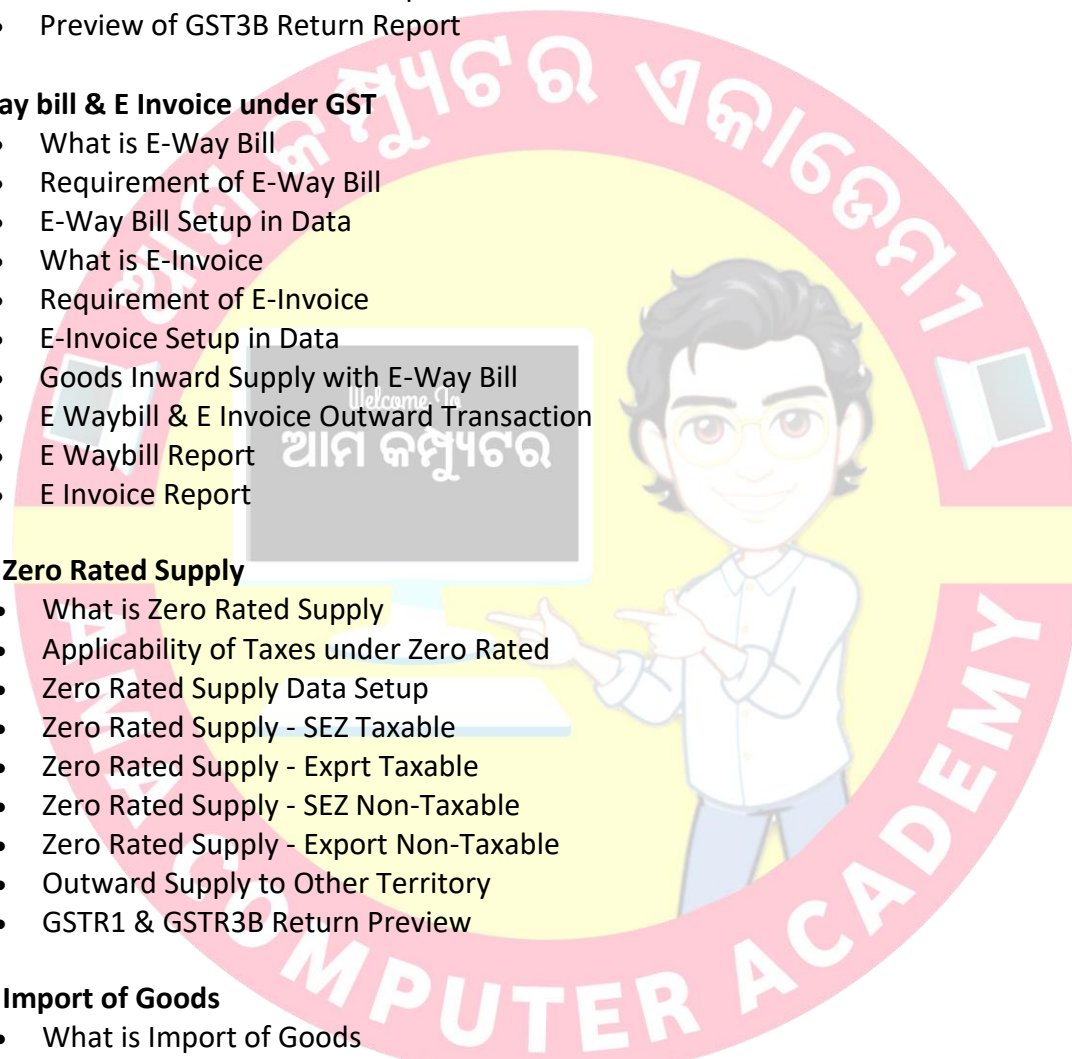 • Preview of GST3B Return Report
ay bill & E Invoice under GST
• What is E-Way Bill
• Requirement of E-Way Bill
• E-Way Bill Setup in Data
• What is E-Invoice
• Requirement of E-Invoice
• E-Invoice Setup in Data
• Goods Inward Supply with E-Way Bill
• E Waybill & E Invoice Outward Transaction
• E Waybill Report
• E Invoice Report
Zero Rated Supply
• What is Zero Rated Supply
• Applicability of Taxes under Zero Rated
• Zero Rated Supply Data Setup
• Zero Rated Supply - SEZ Taxable
• Zero Rated Supply - Exprt Taxable
• Zero Rated Supply - SEZ Non-Taxable
• Zero Rated Supply - Export Non-Taxable
• Outward Supply to Other Territory
• GSTR1 & GSTR3B Return Preview
Import of Goods
• What is Import of Goods
ଆମ କମ୍ପ୍ୟୁଟର ଏକାଡେମୀ
Welcome To
ଆମ କମ୍ପ୍ୟୁଟର
AMA COMPUTER ACADEMY